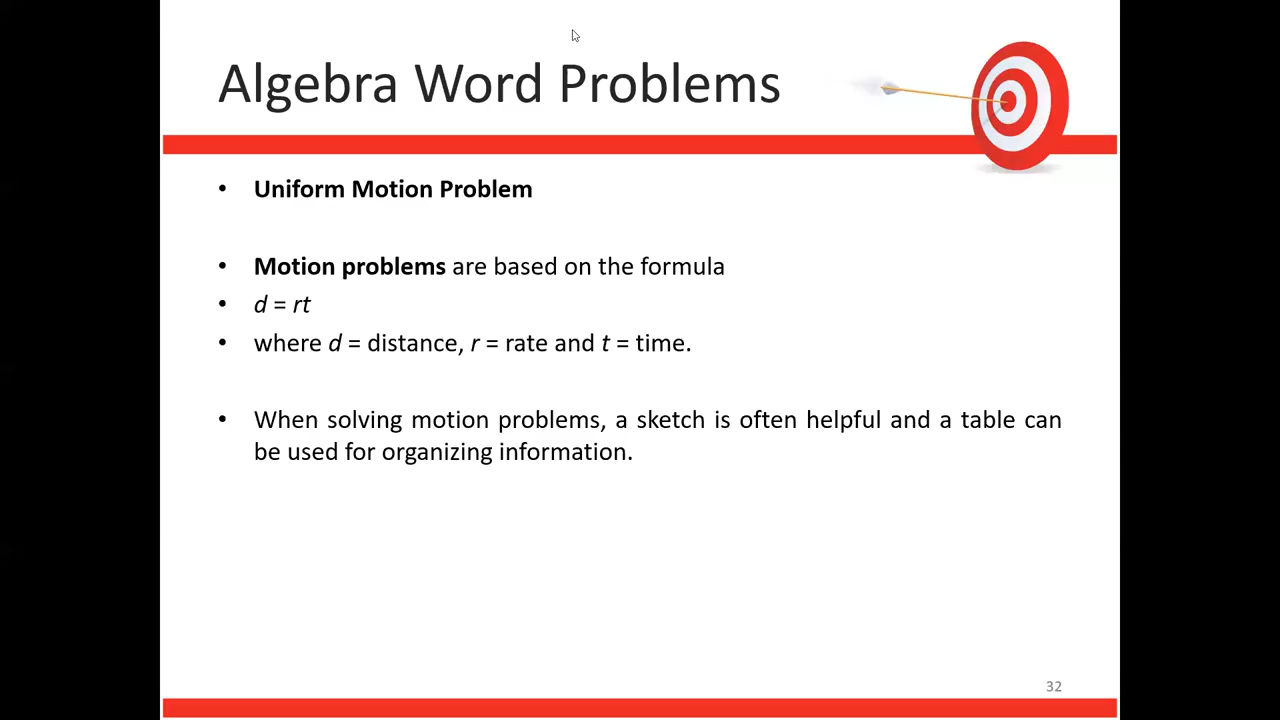 Algebra Word Problems
• Uniform Motion Problem
• Motion problems are based on the formula
• d = rt
• where d = distance, r = rate and t = time.
• When solving motion problems, a sketch is often helpful and a table can
be used for organizing information.
32